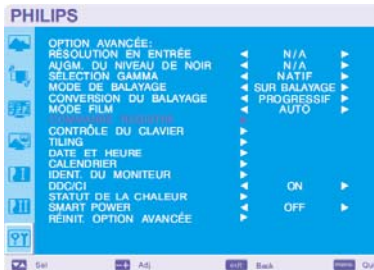 PHILIPS
OPTION AVANCÉE:
RÉSOLUTION EN ENTRÉE N/A
AUGM. DU NIVEAU DE NOIR N/A
SÉLECTION GAMMA NATIF
MODE DE BALAYAGE SUR BALAYAGE
CONVERSION DU BALAYAGE PROGRESSIF
MODE FILM AUTO
CONTRÔLE DU CLAVIER
TILING
DATE ET HEURE
CALENDRIER
IDENT. DU MONITEUR
DDC/CI ON
STATUT DE LA CHALEUR
SMART POWER OFF
RÉINIT. OPTION AVANCÉE
Sel Adj exit Back menu Qui